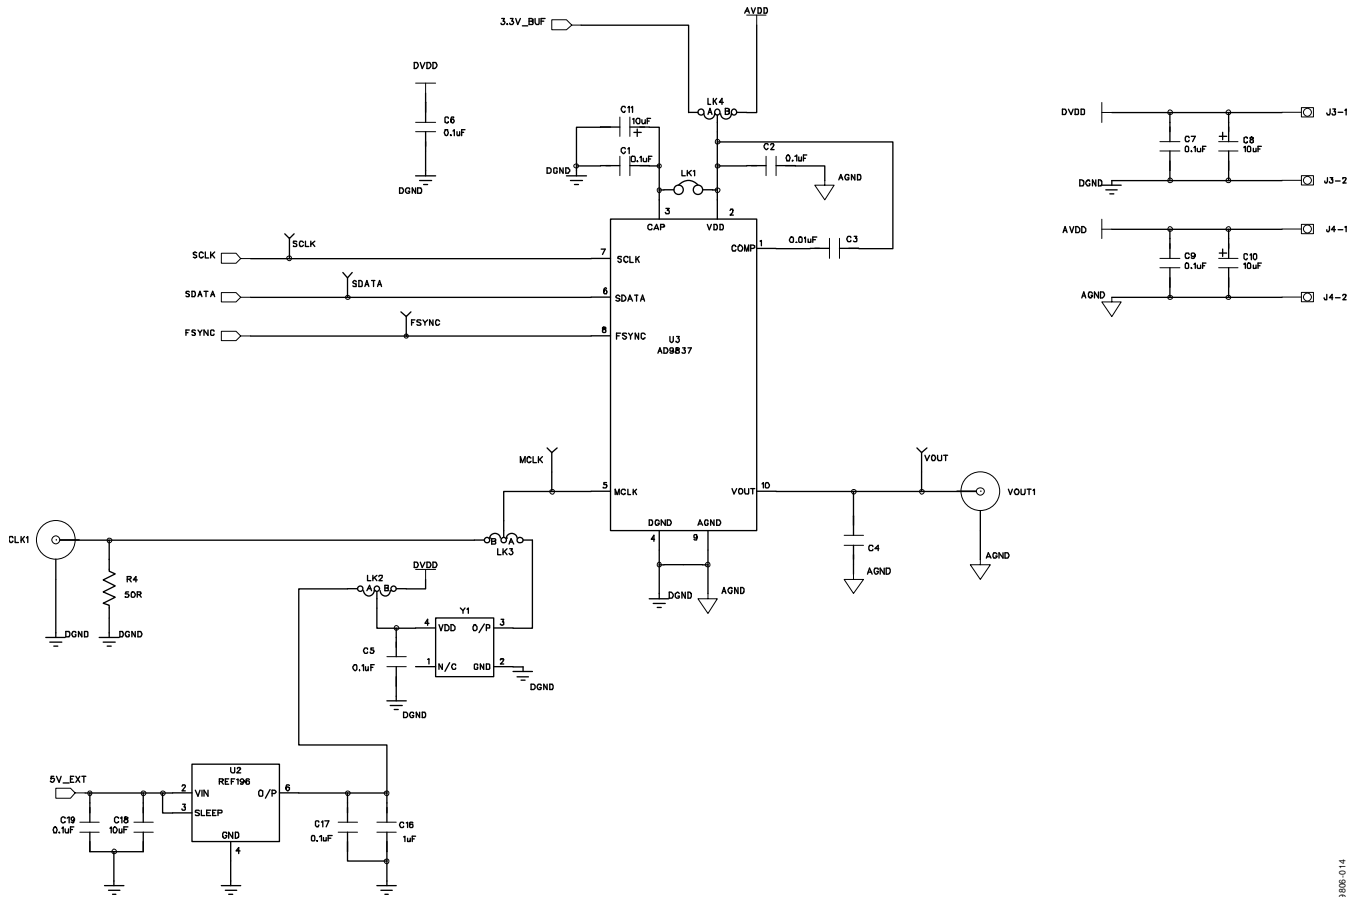 3.3V_BUF
AVDD
DVDD
C6
0.1uF
DGND
C11
10uF
+
C1
0.1uF
DGND
LK4
A B
LK1
C2
0.1uF
AGND
3
2
CAP
VDD
COMP
1
0.01uF
C3
DVDD
C7
0.1uF
+
C8
10uF
J3-1
DGND
J3-2
AVDD
C9
0.1uF
+
C10
10uF
J4-1
AGND
J4-2
SCLK
SCLK
7
SCLK
SDATA
SDATA
6
SDATA
FSYNC
FSYNC
8
FSYNC
U3
AD9837
MCLK
5
MCLK
VOUT
10
VOUT
VOUT1
AGND
C4
AGND
DGND
AGND
4
9
DGND
AGND
CLK1
R4
50R
DGND
DGND
B A
LK3
LK2
A B
DVDD
Y1
4
VDD
O/P
3
C5
0.1uF
1
N/C
GND
2
DGND
DGND
5V_EXT
U2
REF196
2
VIN
O/P
6
3
SLEEP
GND
4
C19
0.1uF
C18
10uF
C17
0.1uF
C16
1uF